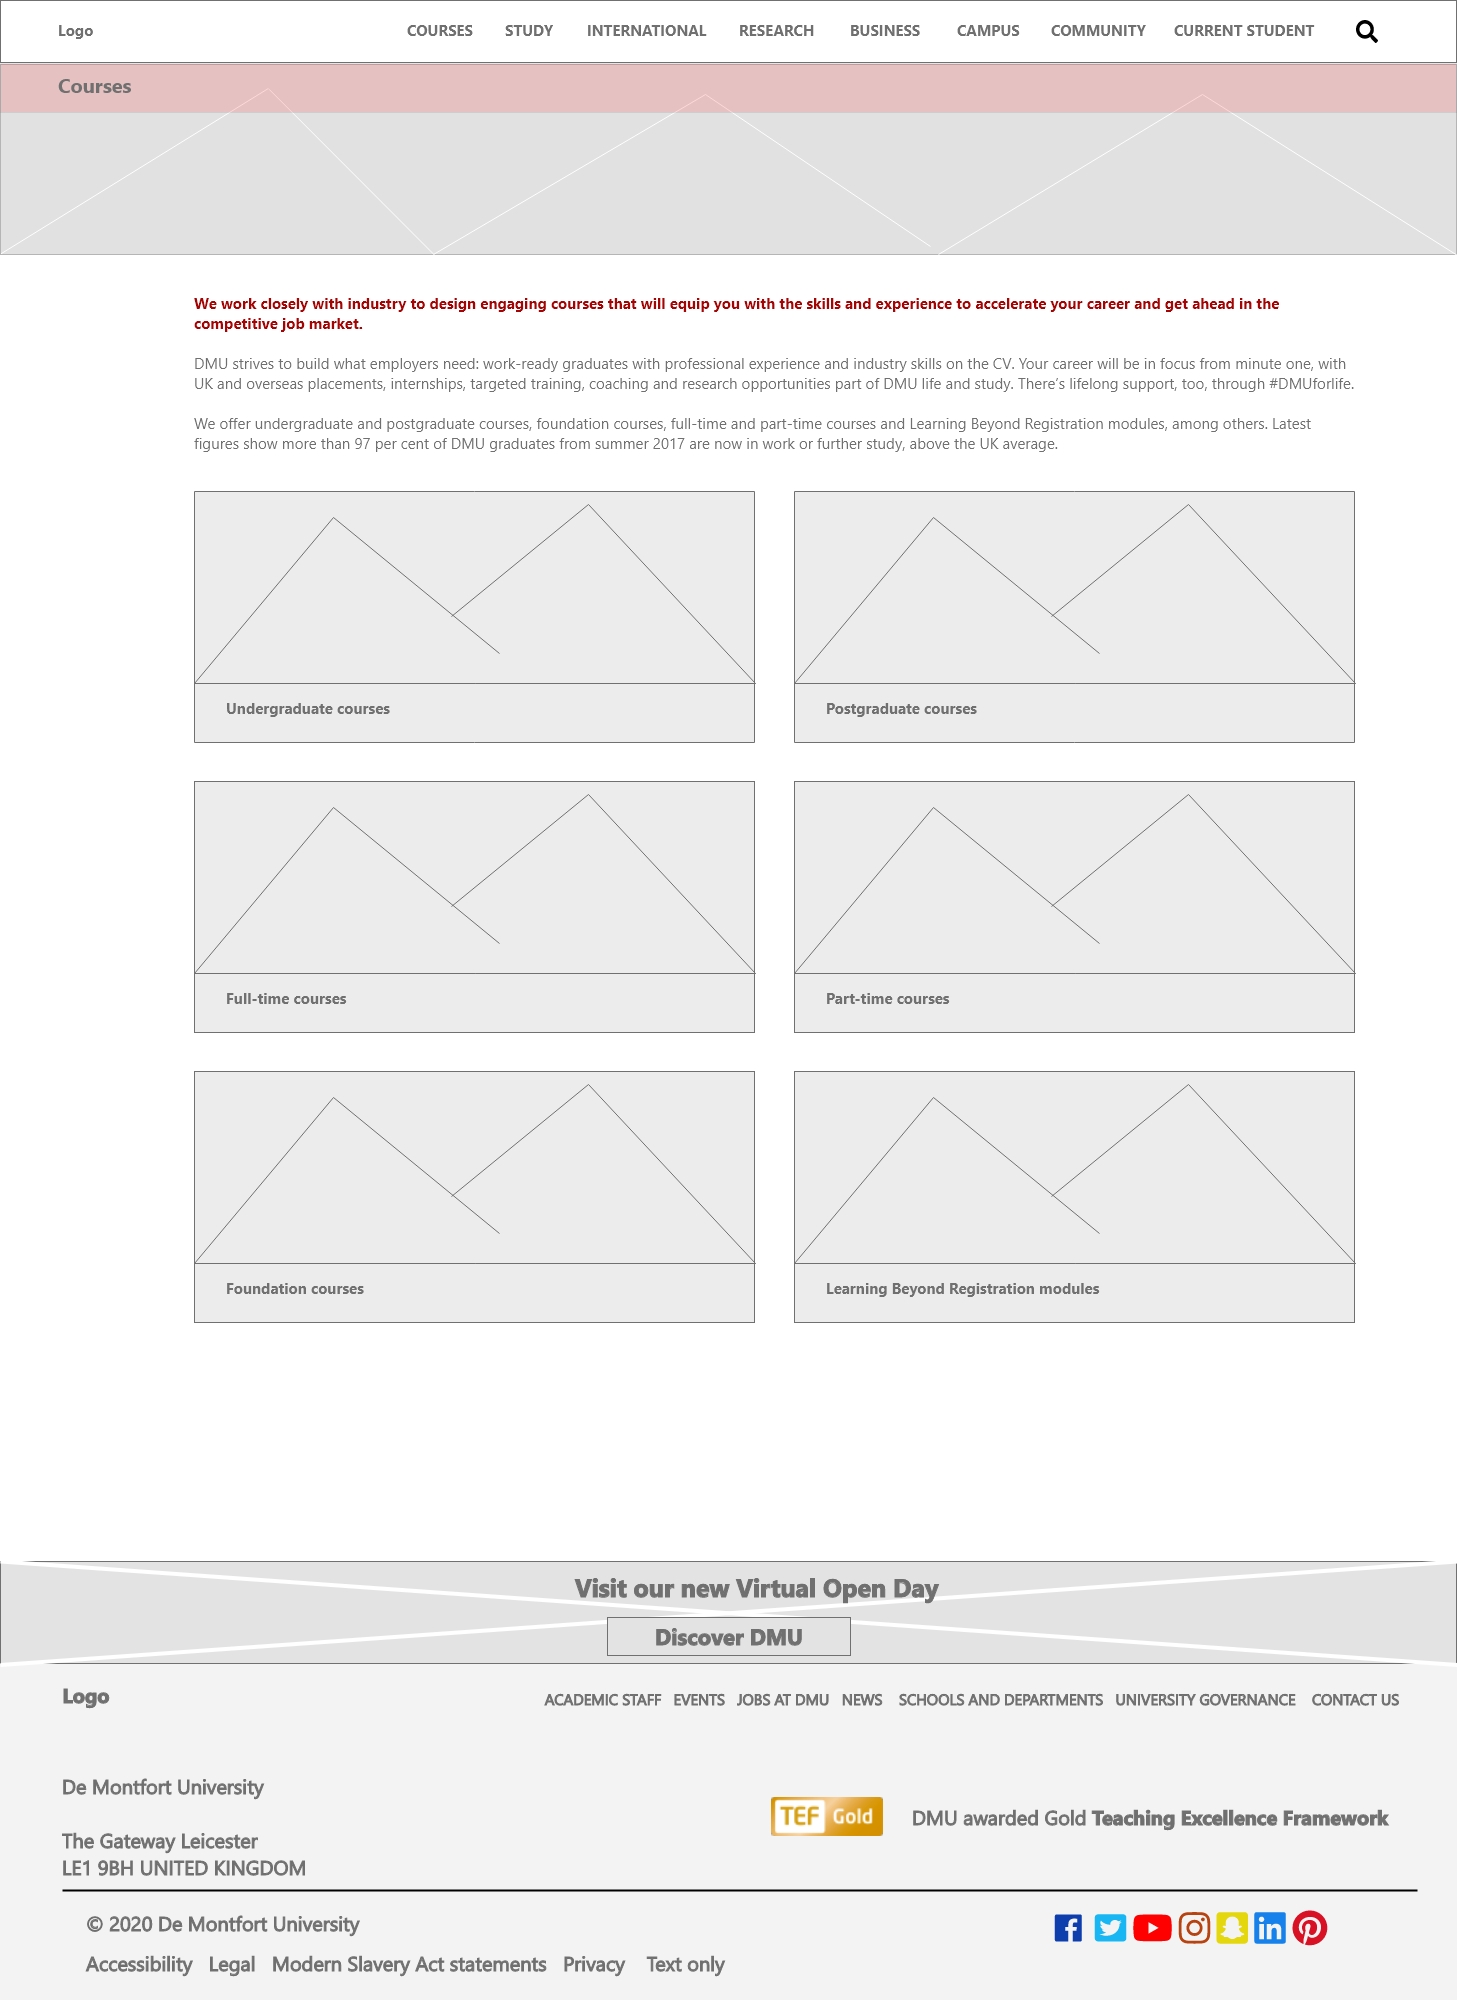 Logo
COURSES STUDY INTERNATIONAL RESEARCH BUSINESS CAMPUS COMMUNITY CURRENT STUDENT
Courses
We work closely with industry to design engaging courses that will equip you with the skills and experience to accelerate your career and get ahead in the
competitive job market.
DMU strives to build what employers need: work-ready graduates with professional experience and industry skills on the CV. Your career will be in focus from minute one, with
UK and overseas placements, internships, targeted training, coaching and research opportunities part of DMU life and study. There’s lifelong support, too, through #DMUforlife.
We offer undergraduate and postgraduate courses, foundation courses, full-time and part-time courses and Learning Beyond Registration modules, among others. Latest
figures show more than 97 per cent of DMU graduates from summer 2017 are now in work or further study, above the UK average.
Undergraduate courses
Postgraduate courses
Full-time courses
Part-time courses
Foundation courses
Learning Beyond Registration modules
Visit our new Virtual Open Day
Discover DMU
Logo
ACADEMIC STAFF EVENTS JOBS AT DMU NEWS SCHOOLS AND DEPARTMENTS UNIVERSITY GOVERNANCE CONTACT US
De Montfort University
The Gateway Leicester
LE1 9BH UNITED KINGDOM
TEF Gold
DMU awarded Gold Teaching Excellence Framework
© 2020 De Montfort University
Accessibility Legal Modern Slavery Act statements Privacy Text only